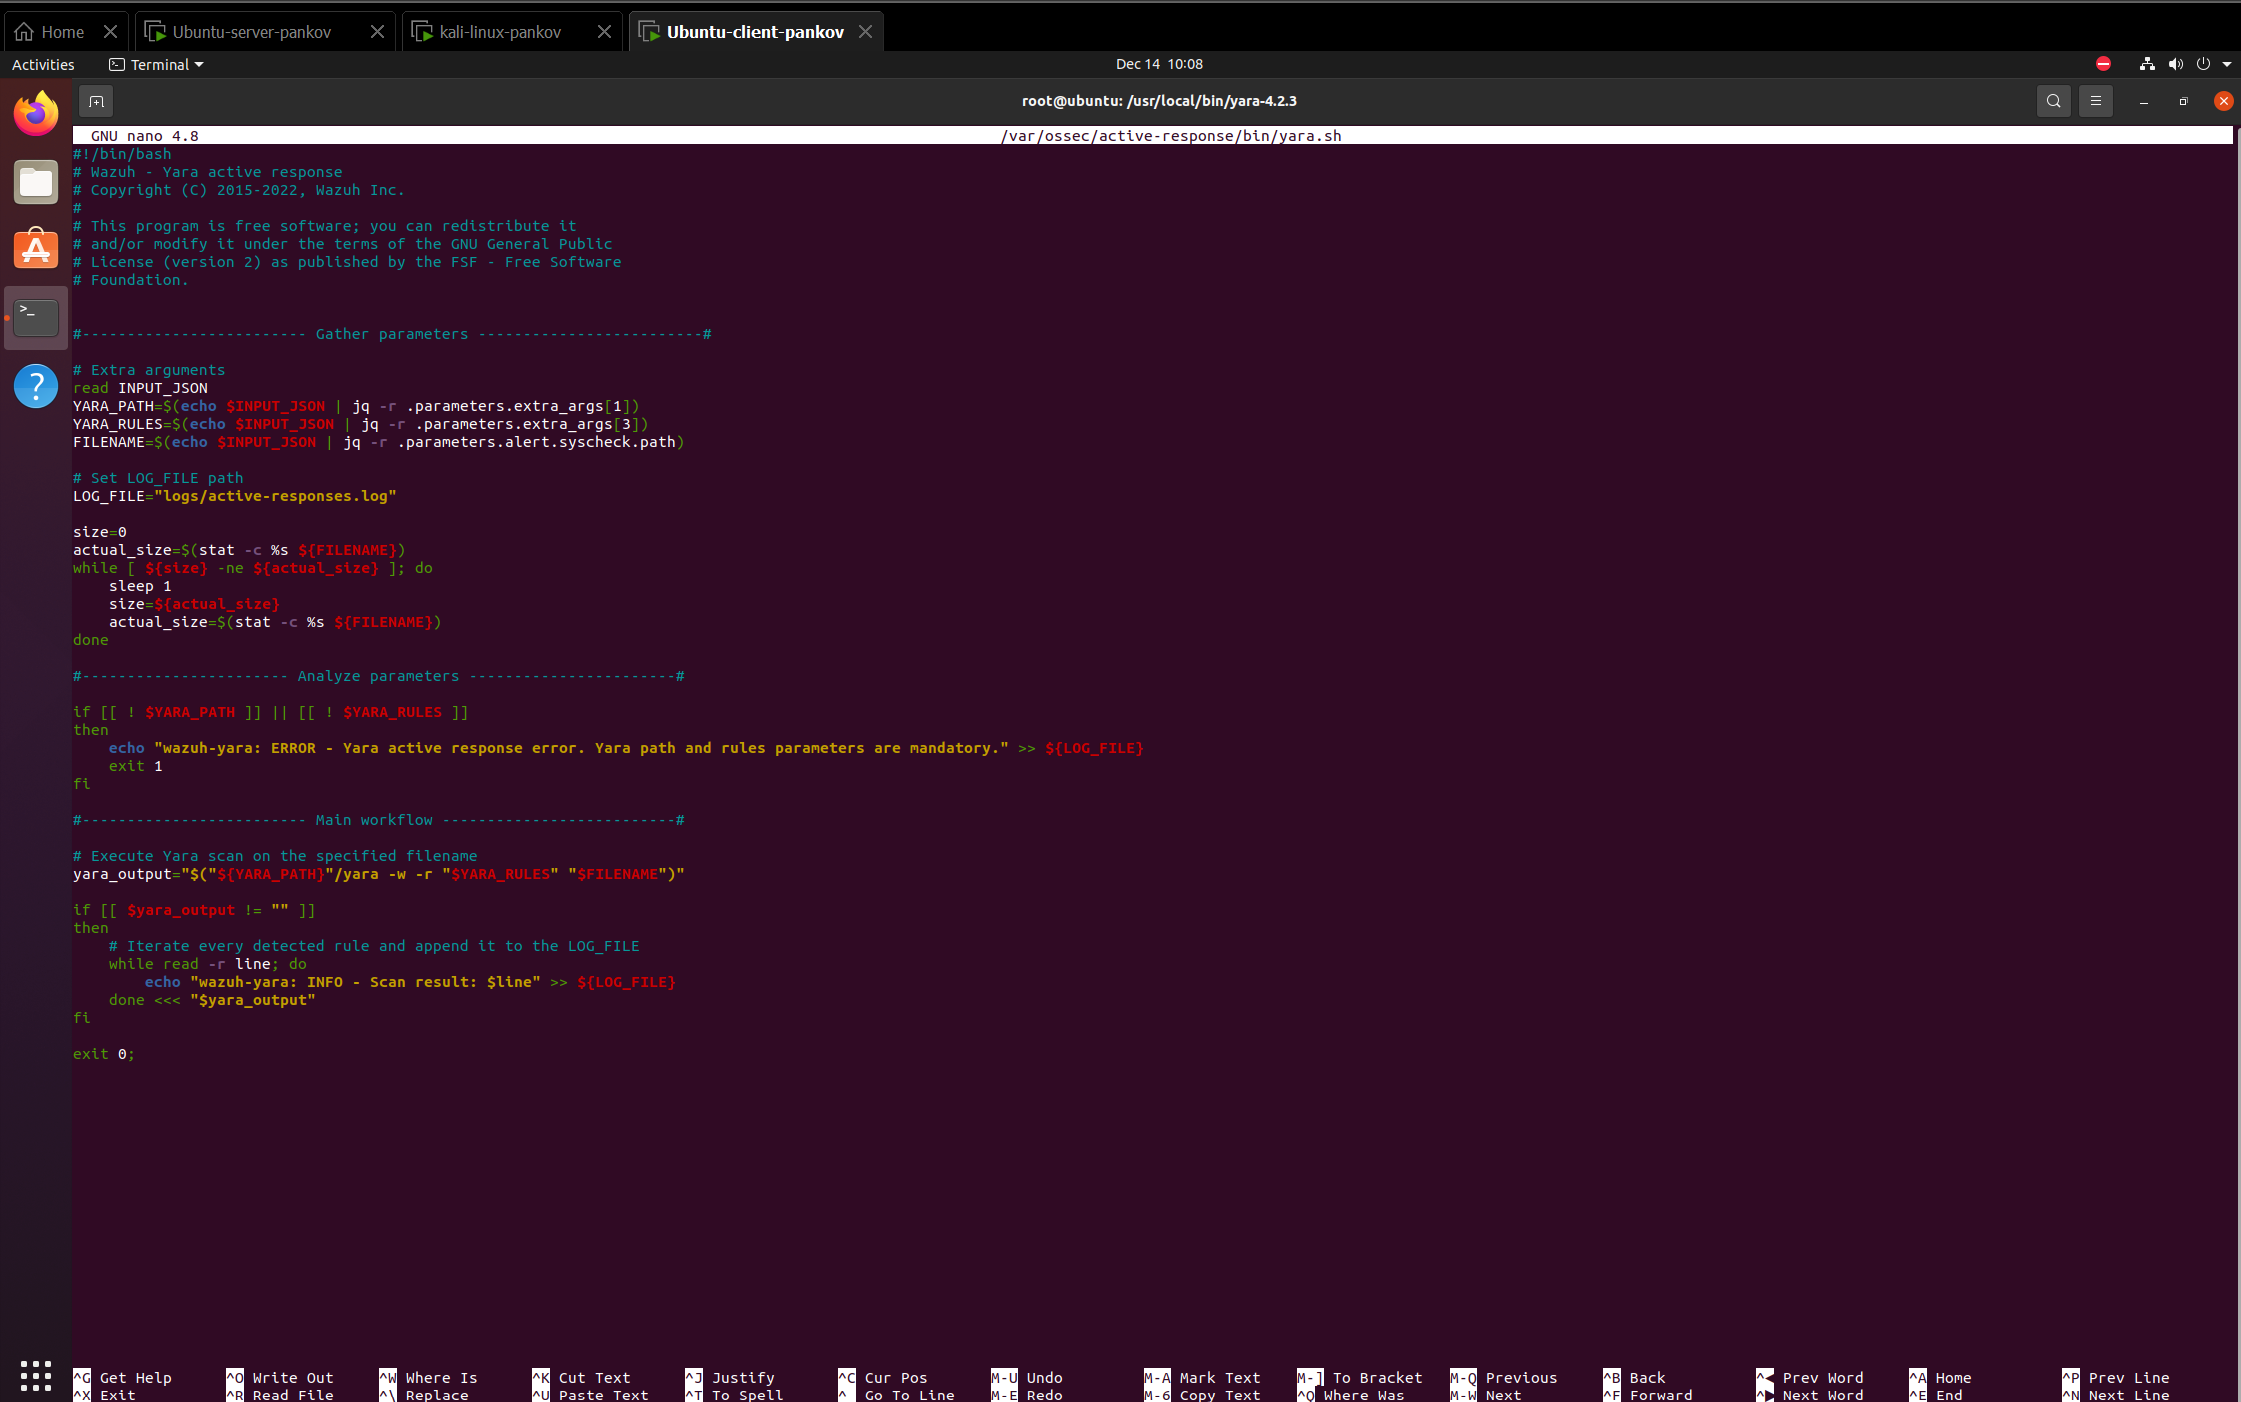 Home
Ubuntu-server-pankov
kali-linux-pankov
Ubuntu-client-pankov
Activities
Terminal
Dec 14 10:08
root@ubuntu: /usr/local/bin/yara-4.2.3
GNU nano 4.8
/var/ossec/active-response/bin/yara.sh
#!/bin/bash
# Wazuh - Yara active response
# Copyright (C) 2015-2022, Wazuh Inc.
#
# This program is free software; you can redistribute it
# and/or modify it under the terms of the GNU General Public
# License (version 2) as published by the FSF - Free Software
# Foundation.
#------------------------- Gather parameters -------------------------#
# Extra arguments
read INPUT_JSON
YARA_PATH=$(echo $INPUT_JSON | jq -r .parameters.extra_args[1])
YARA_RULES=$(echo $INPUT_JSON | jq -r .parameters.extra_args[3])
FILENAME=$(echo $INPUT_JSON | jq -r .parameters.alert.syscheck.path)
# Set LOG_FILE path
LOG_FILE="logs/active-responses.log"
size=0
actual_size=$(stat -c %s ${FILENAME})
while [ ${size} -ne ${actual_size} ]; do
    sleep 1
    size=${actual_size}
    actual_size=$(stat -c %s ${FILENAME})
done
#----------------------- Analyze parameters -----------------------#
if [[ ! $YARA_PATH ]] || [[ ! $YARA_RULES ]]
then
    echo "wazuh-yara: ERROR - Yara active response error. Yara path and rules parameters are mandatory." >> ${LOG_FILE}
    exit 1
fi
#------------------------- Main workflow --------------------------#
# Execute Yara scan on the specified filename
yara_output="$("${YARA_PATH}"/yara -w -r "$YARA_RULES" "$FILENAME")"
if [[ $yara_output != "" ]]
then
    # Iterate every detected rule and append it to the LOG_FILE
    while read -r line; do
        echo "wazuh-yara: INFO - Scan result: $line" >> ${LOG_FILE}
    done <<< "$yara_output"
fi
exit 0;
^G Get Help ^O Write Out ^W Where Is ^K Cut Text ^J Justify ^C Cur Pos M-U Undo M-A Mark Text M-] To Bracket M-Q Previous ^B Back ^◀ Prev Word ^A Home ^P Prev Line
^X Exit ^R Read File ^\ Replace ^U Paste Text ^T To Spell ^_ Go To Line M-E Redo M-6 Copy Text ^Q Where Was M-W Next ^F Forward ^▶ Next Word ^E End ^N Next Line